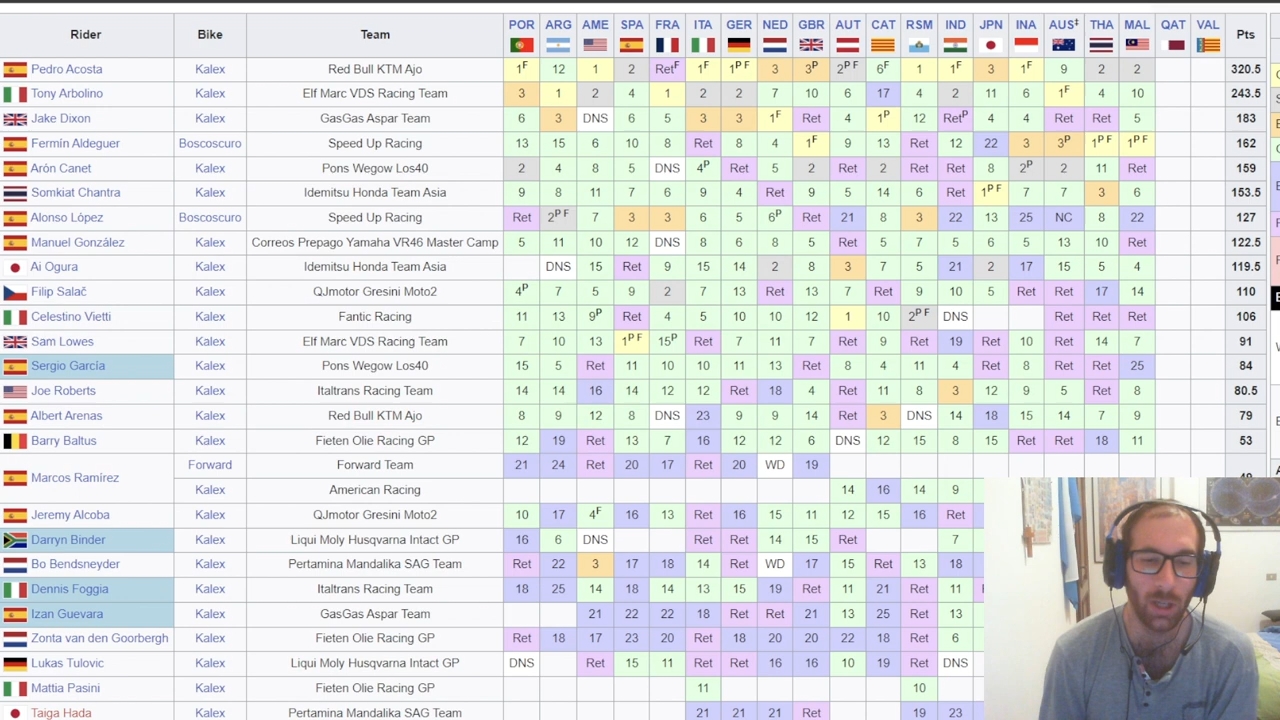 Rider Bike Team POR ARG AME SPA FRA ITA GER NED GBR AUT CAT RSM IND JPN INA AUS‡ THA MAL QAT VAL Pts
Pedro Acosta Kalex Red Bull KTM Ajo 1F 12 1 2 RetF 1F 1P F 3 3P 2P F 6F 1 1F 3 1F 9 2 2 320.5
Tony Arbolino Kalex Elf Marc VDS Racing Team 3 1 2 4 1 2 2 7 10 6 17 4 2 11 6 1F 4 10 243.5
Jake Dixon Kalex GasGas Aspar Team 6 3 DNS 6 5 3 3 1F Ret 4 1P 12 RetP 4 4 Ret Ret 5 183
Fermín Aldeguer Boscoscuro Speed Up Racing 13 15 6 10 8 Ret 8 4 1F 9 13 Ret 12 22 3 3P 1P F 1P F 162
Arón Canet Kalex Pons Wegow Los40 2 4 8 5 DNS 4P Ret 5 2 Ret 2 Ret Ret 8 2P 2 11 Ret 159
Somkiat Chantra Kalex Idemitsu Honda Team Asia 9 8 11 7 6 9 4 Ret 9 5 14 6 Ret 1P F 7 7 3 6 153.5
Alonso López Boscoscuro Speed Up Racing Ret 2P F 7 3 3 6 5 6P Ret 21 8 3 22 13 25 NC 8 22 127
Manuel González Kalex Correos Prepago Yamaha VR46 Master Camp 5 11 10 12 DNS 8 6 8 5 Ret 5 7 5 6 5 13 10 Ret 122.5
Ai Ogura Kalex Idemitsu Honda Team Asia DNS 15 Ret 9 15 14 2 8 3 7 5 21 2 17 15 5 4 119.5
Filip Salač Kalex QJmotor Gresini Moto2 4P 7 5 9 2 7 13 Ret 13 7 Ret 9 10 5 Ret Ret 17 14 110
Celestino Vietti Kalex Fantic Racing 11 13 9P Ret 4 5 10 10 12 1 10 2P F DNS Ret Ret Ret 106
Sam Lowes Kalex Elf Marc VDS Racing Team 7 10 13 1P F 15P Ret 7 11 7 Ret 9 Ret 19 Ret 10 Ret 14 7 91
Sergio García Kalex Pons Wegow Los40 15 5 Ret 11 10 10 11 13 Ret 8 4 11 4 Ret 8 Ret Ret 25 84
Joe Roberts Kalex Italtrans Racing Team 14 14 16 14 12 12 Ret 18 4 Ret 11 8 3 12 9 5 Ret 8 80.5
Albert Arenas Kalex Red Bull KTM Ajo 8 9 12 8 DNS 23 9 9 14 Ret 3 DNS 14 18 15 14 7 9 79
Barry Baltus Kalex Fieten Olie Racing GP 12 19 Ret 13 7 16 12 12 6 DNS 12 15 8 15 Ret Ret 18 11 53
Marcos Ramírez Forward Forward Team 21 24 Ret 20 17 Ret 20 WD 19
Kalex American Racing 14 16 14 9
Jeremy Alcoba Kalex QJmotor Gresini Moto2 10 17 4F 16 13 Ret 16 15 11 12 15 16 Ret
Darryn Binder Kalex Liqui Moly Husqvarna Intact GP 16 6 DNS Ret Ret 14 15 Ret 7
Bo Bendsneyder Kalex Pertamina Mandalika SAG Team Ret 22 3 17 18 14 Ret WD 17 15 Ret 13 18
Dennis Foggia Kalex Italtrans Racing Team 18 25 14 18 14 13 15 19 Ret 11 21 Ret 15
Izan Guevara Kalex GasGas Aspar Team 21 22 22 18 Ret Ret 21 13 25 Ret 13
Zonta van den Goorbergh Kalex Fieten Olie Racing GP Ret 18 17 23 20 Ret 18 20 20 22 18 Ret 6
Lukas Tulovic Kalex Liqui Moly Husqvarna Intact GP DNS Ret 15 11 Ret Ret 16 16 10 19 Ret DNS
Mattia Pasini Kalex Fieten Olie Racing GP 11 10
Taiga Hada Kalex Pertamina Mandalika SAG Team 21 21 21 Ret 19 23